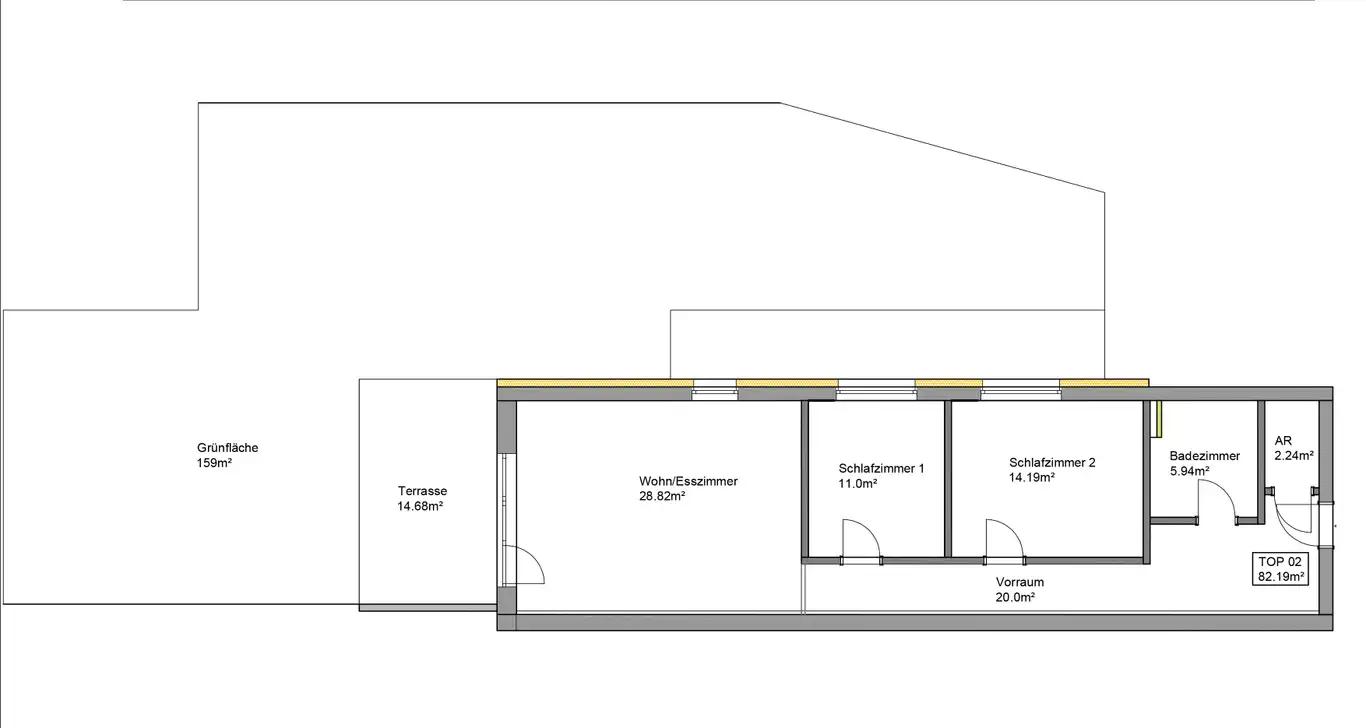 Grünfläche
159m²
Terrasse
14.68m²
Wohn/Esszimmer
28.82m²
Schlafzimmer 1
11.0m²
Schlafzimmer 2
14.19m²
Badezimmer
5.94m²
AR
2.24m²
Vorraum
20.0m²
TOP 02
82.19m²